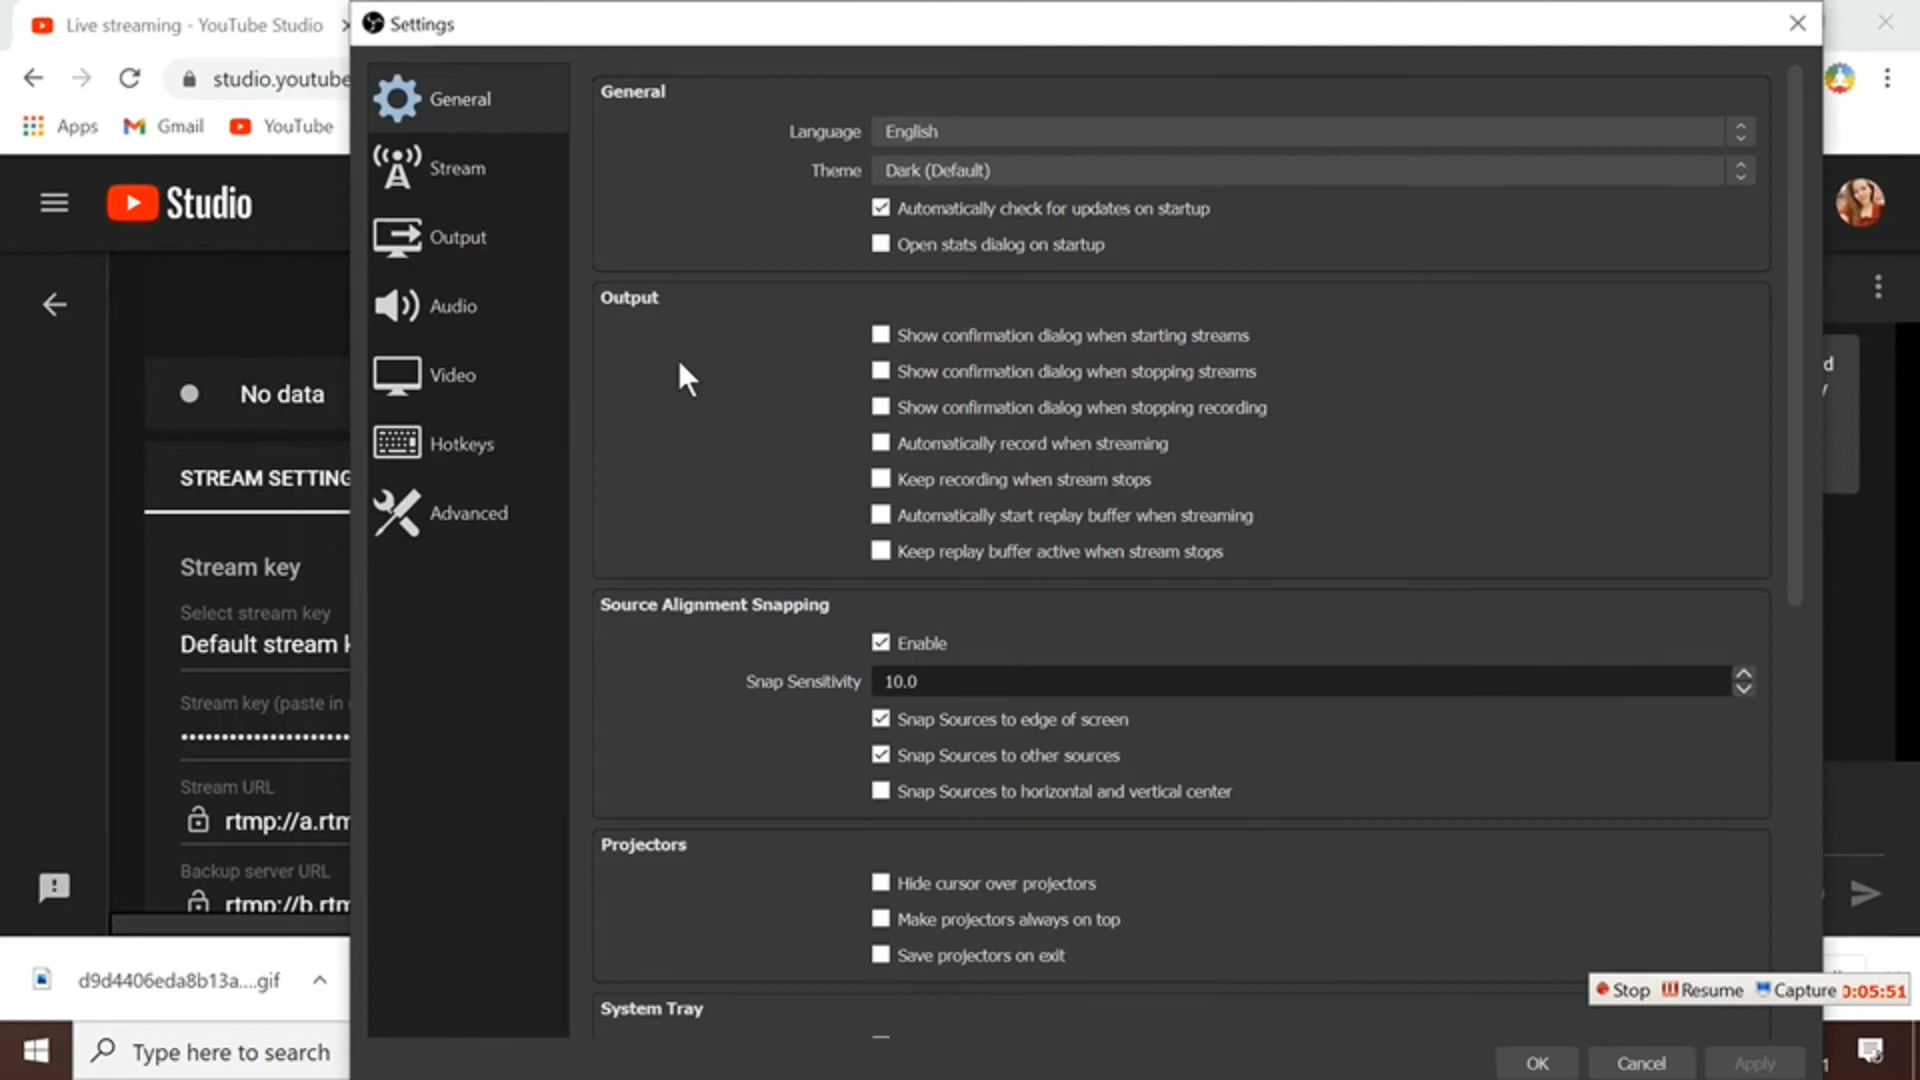 Live streaming - YouTube Studio
Settings
studio.youtube
Apps
Gmail
YouTube
Studio
No data
STREAM SETTING
Stream key
Select stream key
Default stream k
Stream key (paste in
Stream URL
rtmp://a.rtm
Backup server URL
rtmp://b.rtm
General
Stream
Output
Audio
Video
Hotkeys
Advanced
General
Language
English
Theme
Dark (Default)
Automatically check for updates on startup
Open stats dialog on startup
Output
Show confirmation dialog when starting streams
Show confirmation dialog when stopping streams
Show confirmation dialog when stopping recording
Automatically record when streaming
Keep recording when stream stops
Automatically start replay buffer when streaming
Keep replay buffer active when stream stops
Source Alignment Snapping
Enable
Snap Sensitivity
10.0
Snap Sources to edge of screen
Snap Sources to other sources
Snap Sources to horizontal and vertical center
Projectors
Hide cursor over projectors
Make projectors always on top
Save projectors on exit
System Tray
OK
Cancel
Apply
d
d9d4406eda8b13a....gif
Stop Resume Capture 0:05:51
Type here to search